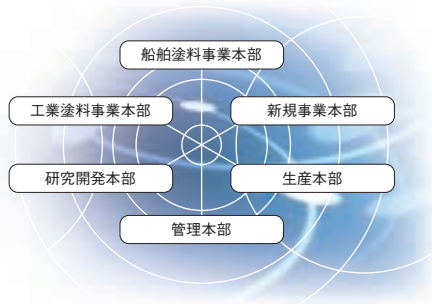 船舶塗料事業本部
工業塗料事業本部
新規事業本部
研究開発本部
生産本部
管理本部